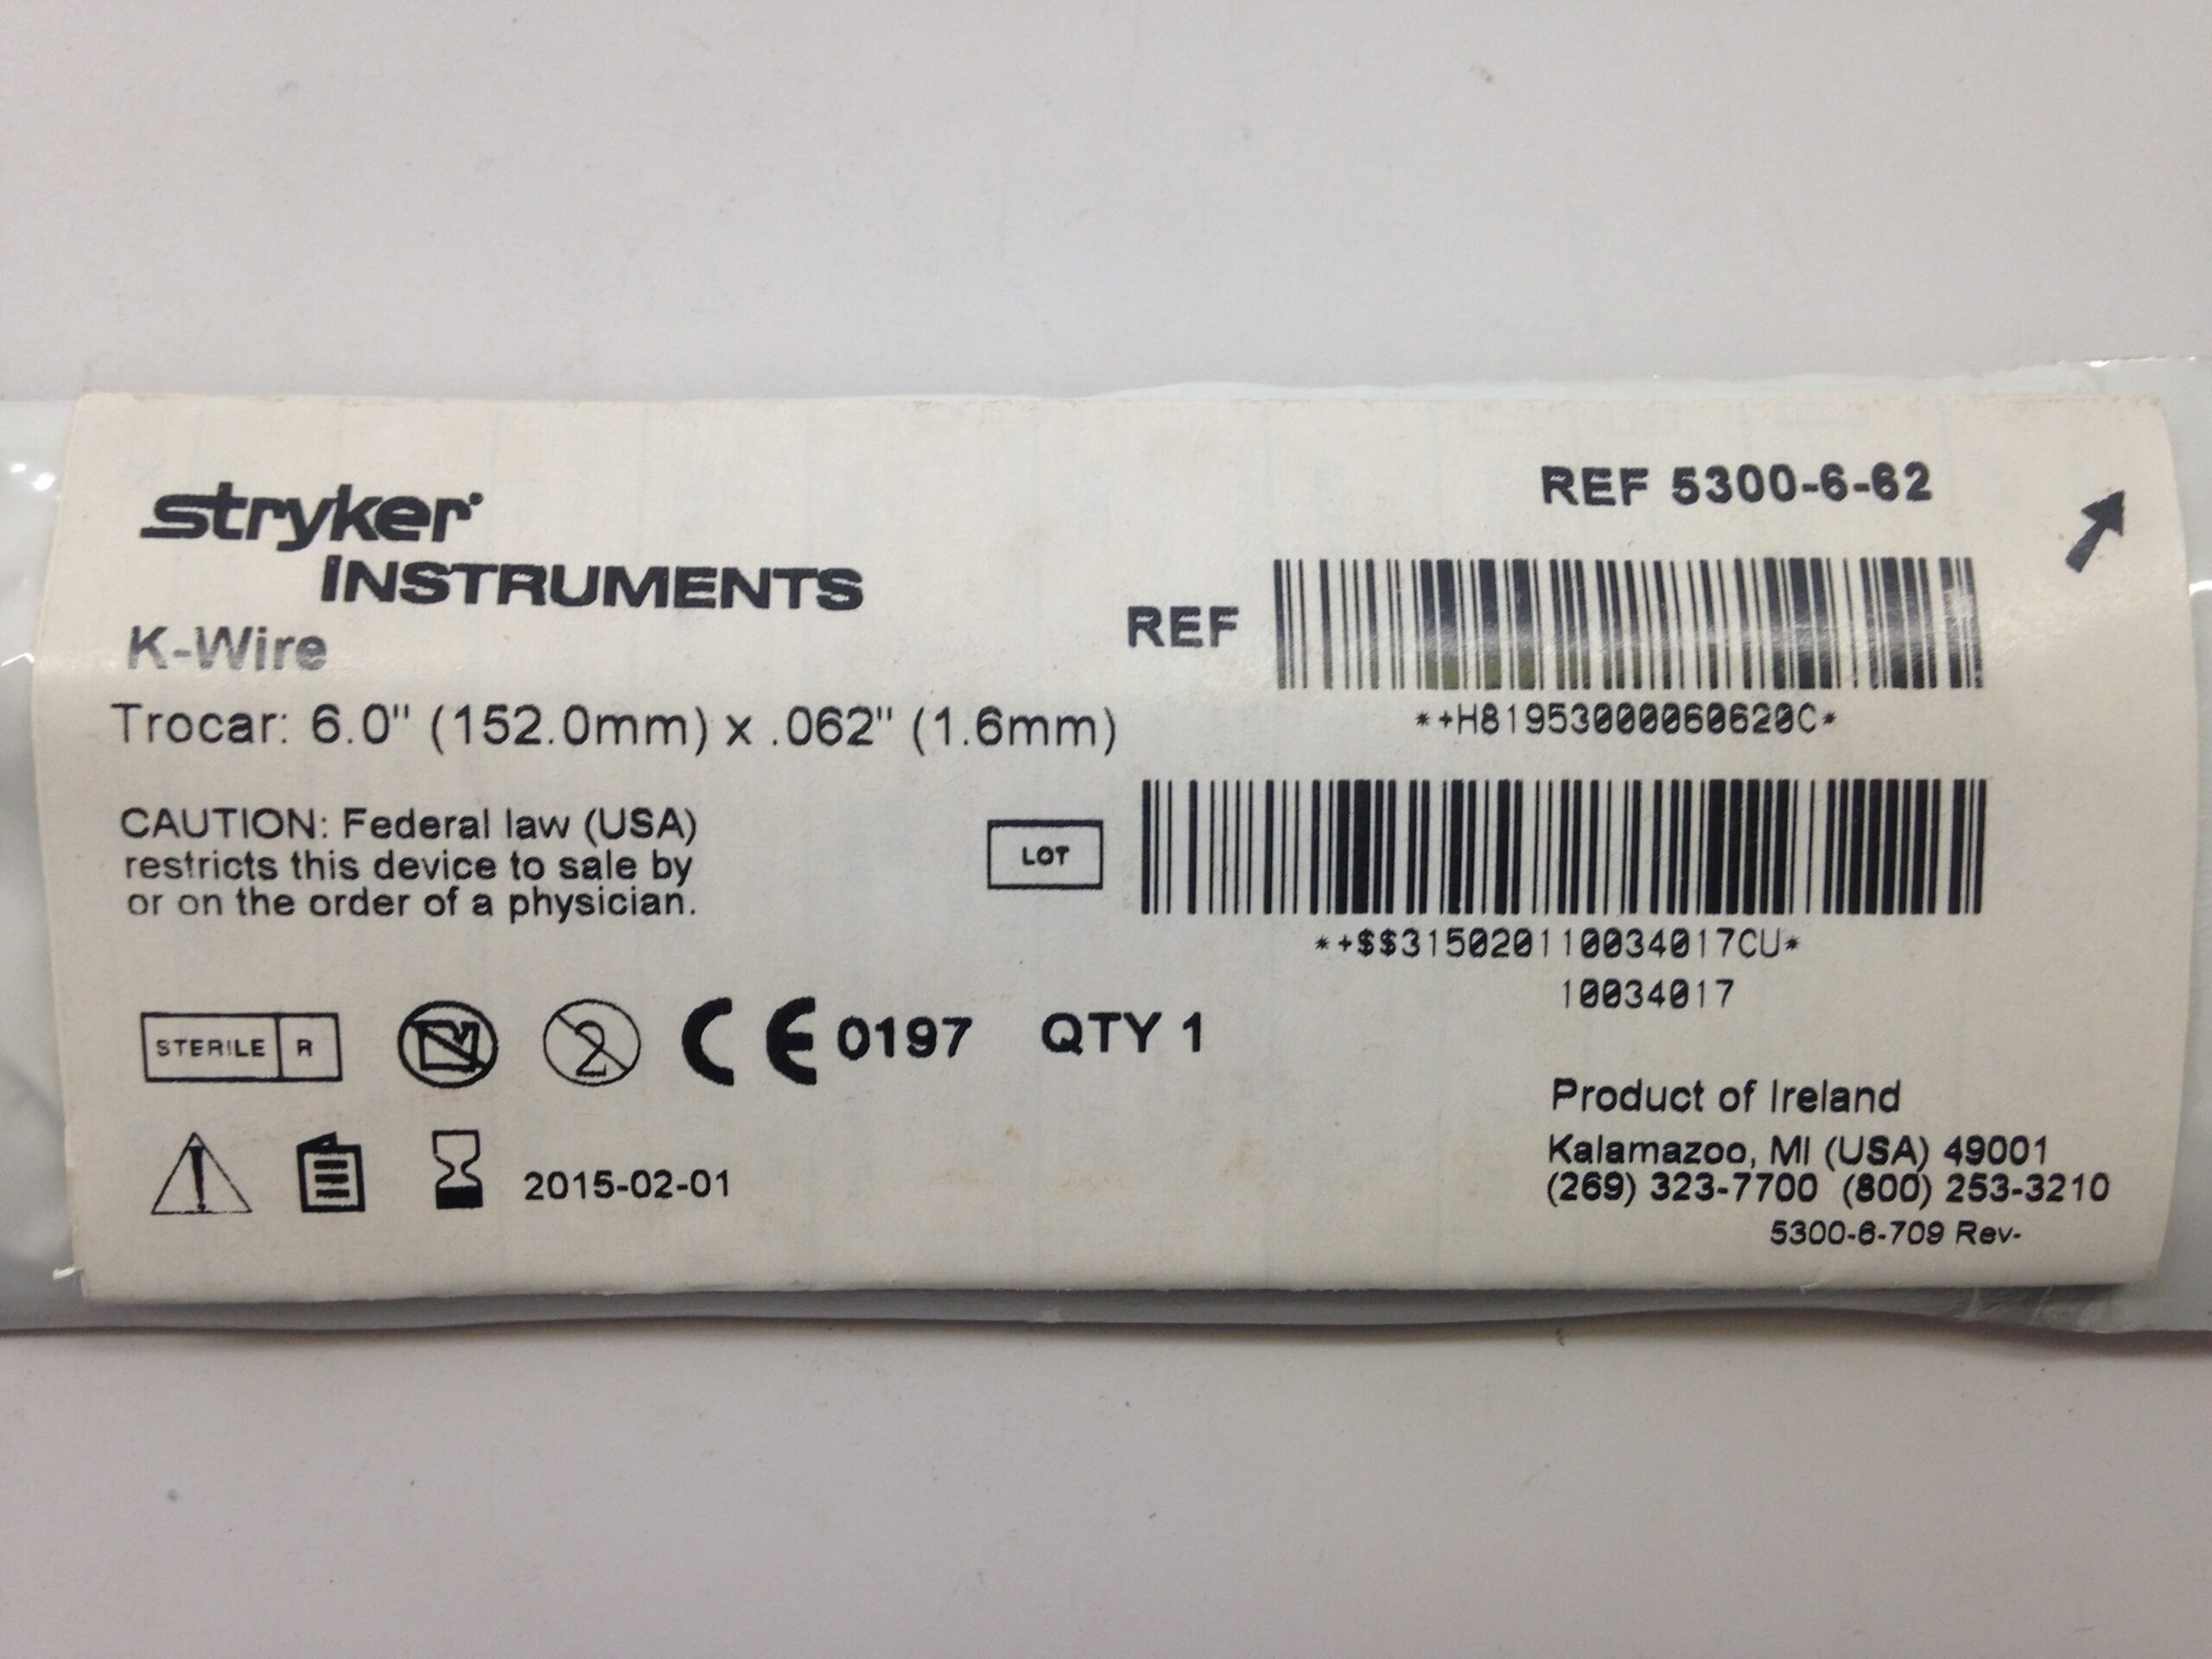 stryker
INSTRUMENTS
K-Wire
Trocar: 6.0" (152.0mm) x .062" (1.6mm)
CAUTION: Federal law (USA)
restricts this device to sale by
or on the order of a physician.
STERILE R
2
CE 0197 QTY 1
2015-02-01
REF 5300-6-62
REF
*+H81953000060620C*
LOT
*+$$315020110034017CU*
10034017
Product of Ireland
Kalamazoo, MI (USA) 49001
(269) 323-7700 (800) 253-3210
5300-6-709 Rev-